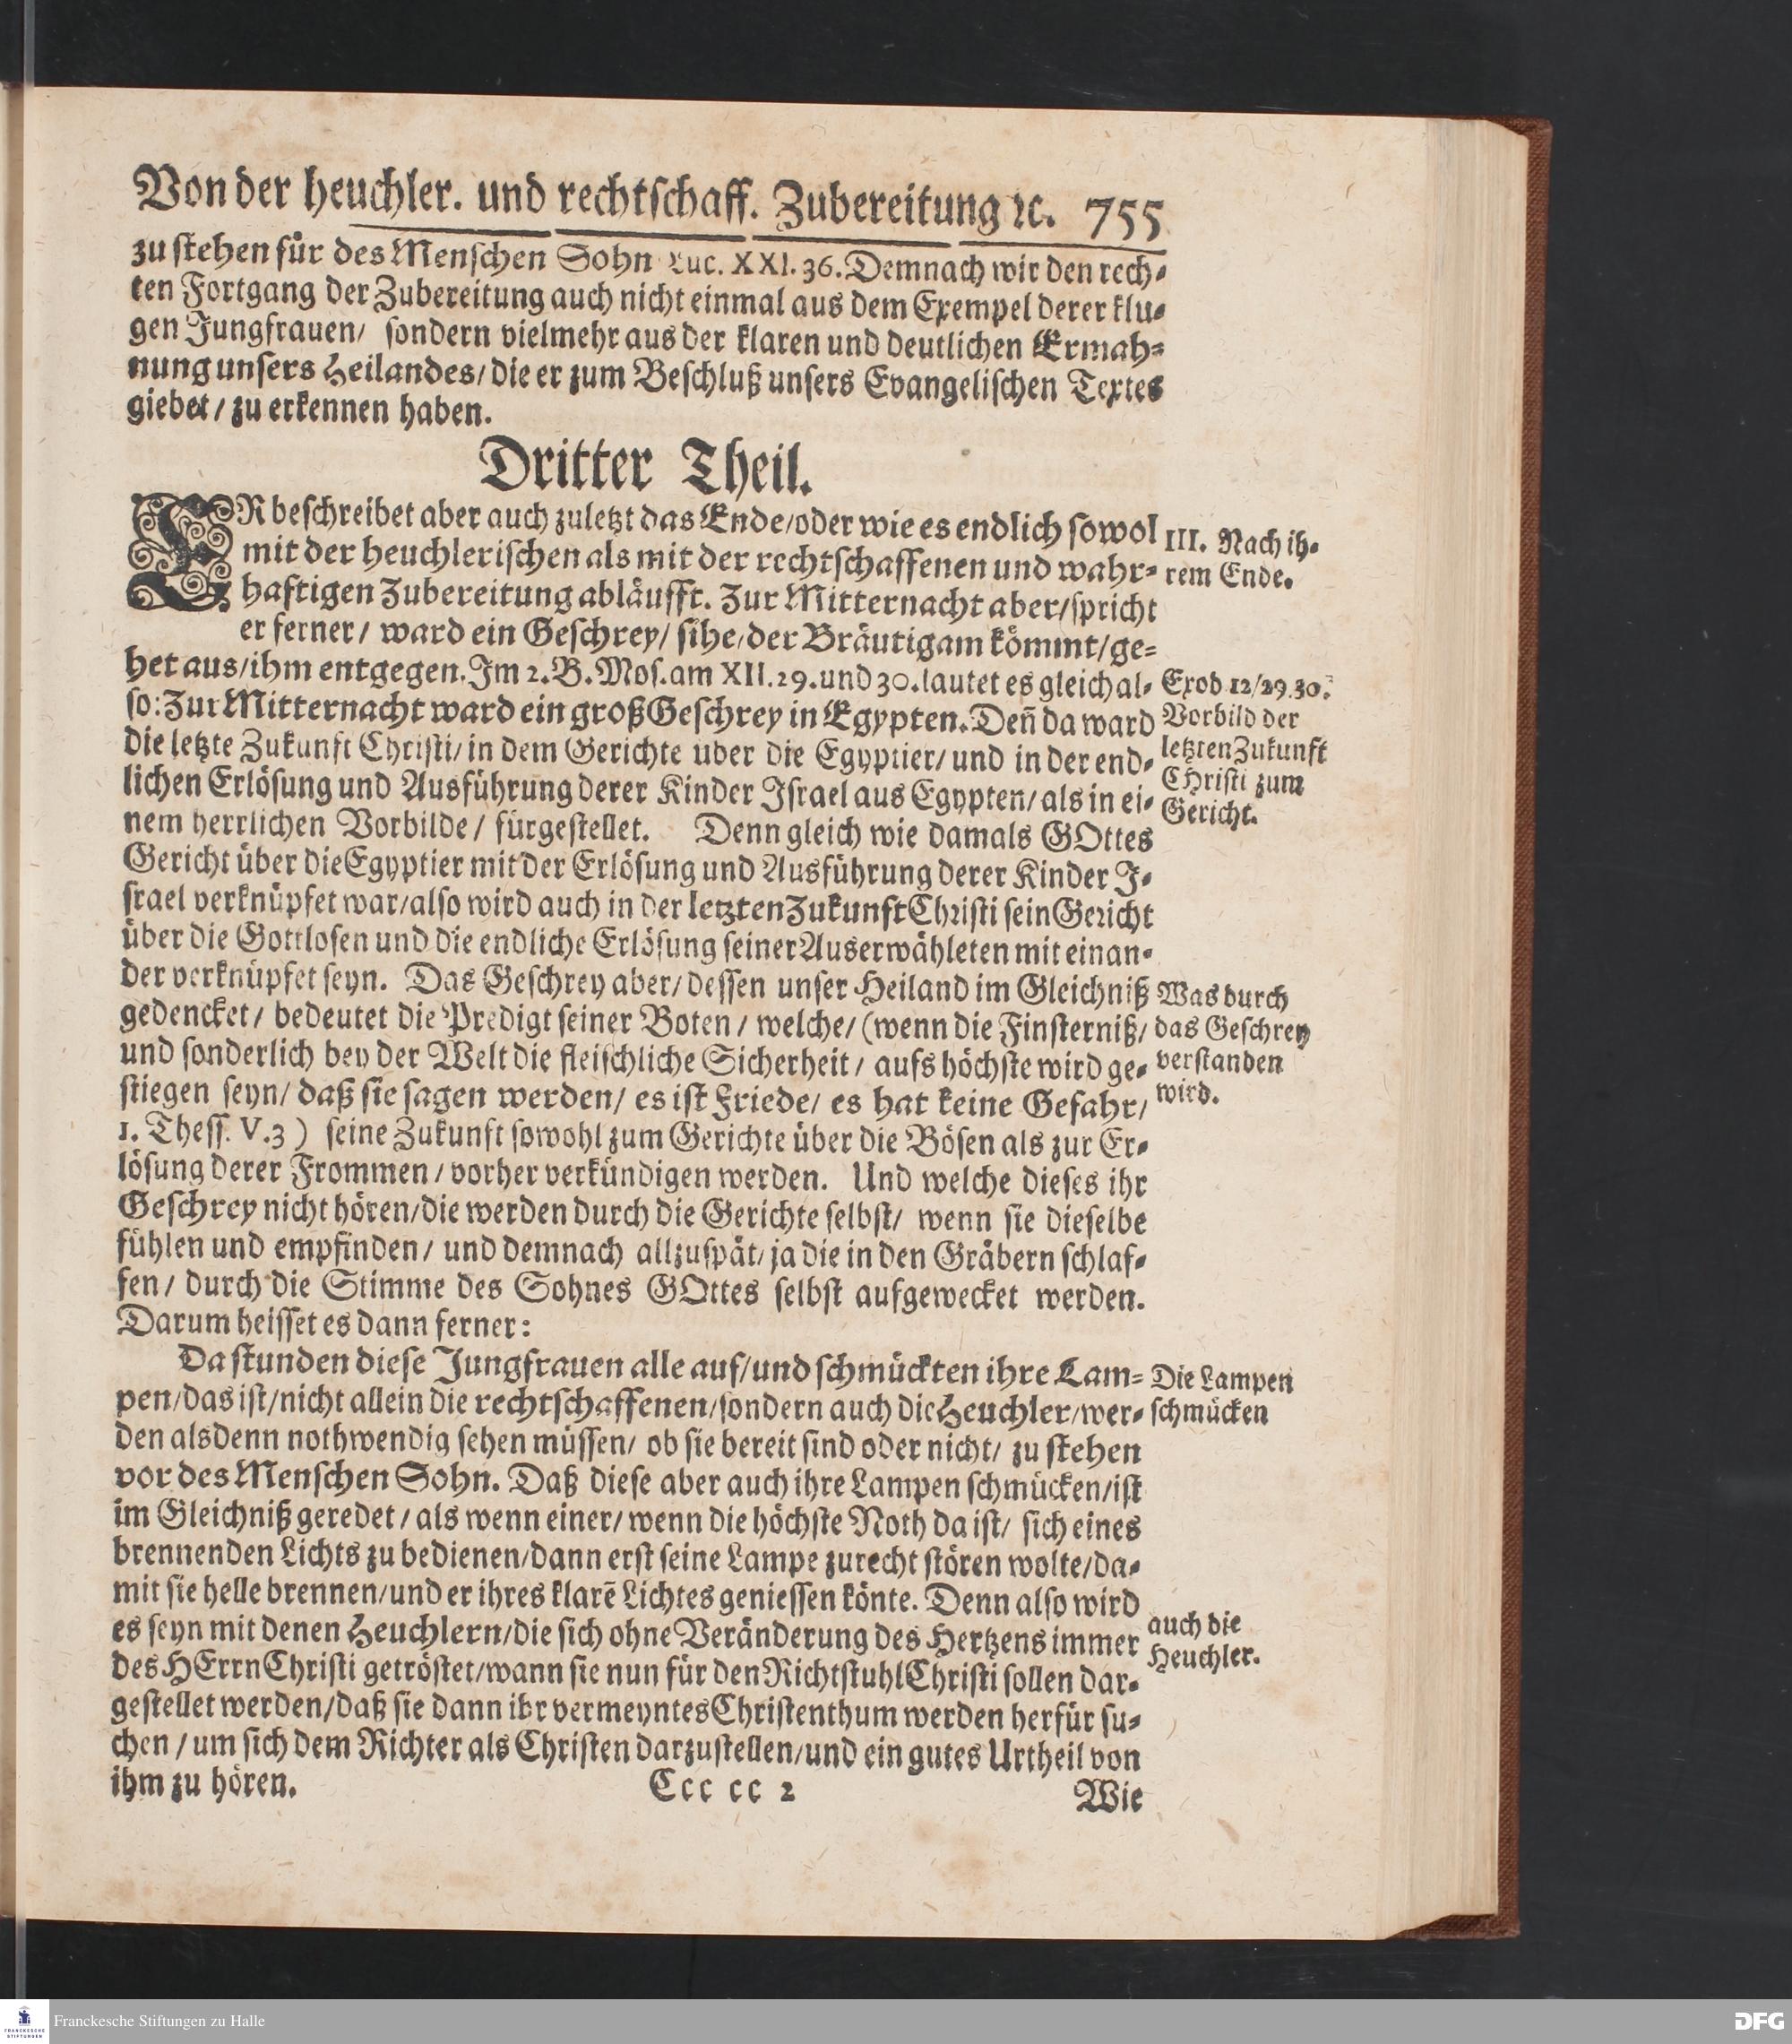 Von der heuchler. und rechtschaff. Zubereitung ꝛc. 755
zu stehen für des Menschen Sohn Luc. XXI. 36. Demnach wir den rech-
ten Fortgang der Zubereitung auch nicht einmal aus dem Exempel derer klu-
gen Jungfrauen/ sondern vielmehr aus der klaren und deutlichen Ermah-
nung unsers Heilandes/ die er zum Beschluß unsers Evangelischen Textes
giebet/ zu erkennen haben.
Dritter Theil.
ER beschreibet aber auch zuletzt das Ende/ oder wie es endlich sowol
mit der heuchlerischen als mit der rechtschaffenen und wahr-
haftigen Zubereitung abläufft. Zur Mitternacht aber/ spricht
er ferner/ ward ein Geschrey/ sihe/ der Bräutigam kömmt/ ge-
het aus/ ihm entgegen. Im 2. B. Mos. am XII. 29. und 30. lautet es gleich al-
so: Zur Mitternacht ward ein groß Geschrey in Egypten. Deñ da ward
die letzte Zukunft Christi/ in dem Gerichte uber die Egyptier/ und in der end-
lichen Erlösung und Ausführung derer Kinder Israel aus Egypten/ als in ei-
nem herrlichen Vorbilde/ fürgestellet. Denn gleich wie damals GOttes
Gericht über die Egyptier mit der Erlösung und Ausführung derer Kinder I-
srael verknüpfet war/ also wird auch in der letzten Zukunft Christi sein Gericht
über die Gottlosen und die endliche Erlösung seiner Auserwähleten mit einan-
der verknüpfet seyn. Das Geschrey aber/ dessen unser Heiland im Gleichniß
gedencket/ bedeutet die Predigt seiner Boten/ welche/ (wenn die Finsterniß/
und sonderlich bey der Welt die fleischliche Sicherheit/ aufs höchste wird ge-
stiegen seyn/ daß sie sagen werden/ es ist Friede/ es hat keine Gefahr/
1. Thess. V. 3) seine Zukunft sowohl zum Gerichte über die Bösen als zur Er-
lösung derer Frommen/ vorher verkündigen werden. Und welche dieses ihr
Geschrey nicht hören/ die werden durch die Gerichte selbst/ wenn sie dieselbe
fühlen und empfinden/ und demnach allzuspät/ ja die in den Gräbern schlaf-
fen/ durch die Stimme des Sohnes GOttes selbst aufgewecket werden.
Darum heisset es dann ferner:
Da stunden diese Jungfrauen alle auf/ und schmückten ihre Lam-
pen/ das ist/ nicht allein die rechtschaffenen/ sondern auch die Heuchler/ wer-
den alsdenn nothwendig sehen müssen/ ob sie bereit sind oder nicht/ zu stehen
vor des Menschen Sohn. Daß diese aber auch ihre Lampen schmücken/ ist
im Gleichniß geredet/ als wenn einer/ wenn die höchste Noth da ist/ sich eines
brennenden Lichts zu bedienen/ dann erst seine Lampe zurecht stören wolte/ da-
mit sie helle brennen/ und er ihres klarē Lichtes geniessen könte. Denn also wird
es seyn mit denen Heuchlern/ die sich ohne Veränderung des Hertzens immer
des HErrn Christi getröstet/ wann sie nun für den Richtstuhl Christi sollen dar-
gestellet werden/ daß sie dann ihr vermeyntes Christenthum werden herfür su-
chen/ um sich dem Richter als Christen darzustellen/ und ein gutes Urtheil von
ihm zu hören.
Ccc cc 2
Wie
III. Nach ih-
rem Ende.
Exod. 12/29.30.
Vorbild der
letzten Zukunft
CHristi zum
Gericht.
Was durch
das Geschrey
verstanden
wird.
Die Lampen
schmücken
auch die
Heuchler.
FRANCKESCHE
STIFTUNGEN
Franckesche Stiftungen zu Halle
DFG